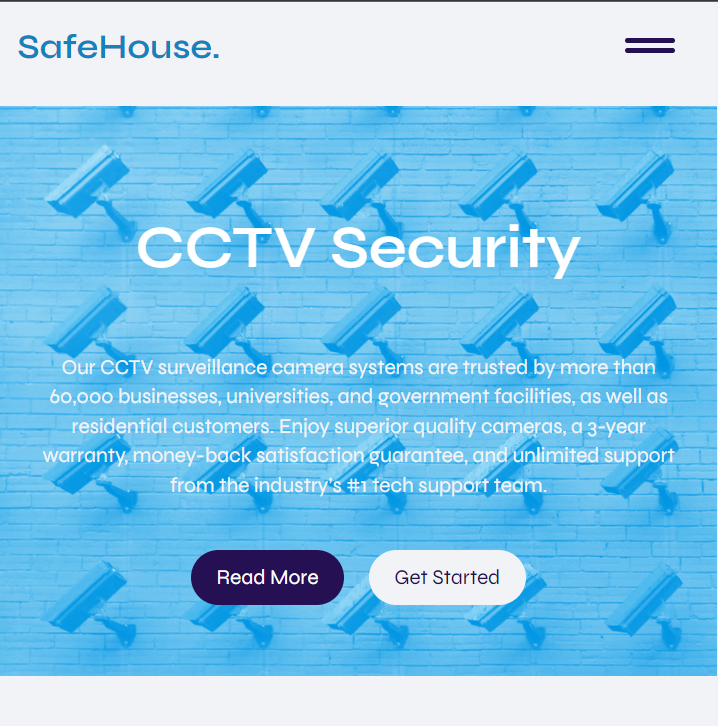 SafeHouse.
CCTV Security
Our CCTV surveillance camera systems are trusted by more than
60,000 businesses, universities, and government facilities, as well as
residential customers. Enjoy superior quality cameras, a 3-year
warranty, money-back satisfaction guarantee, and unlimited support
from the industry's #1 tech support team.
Read More
Get Started